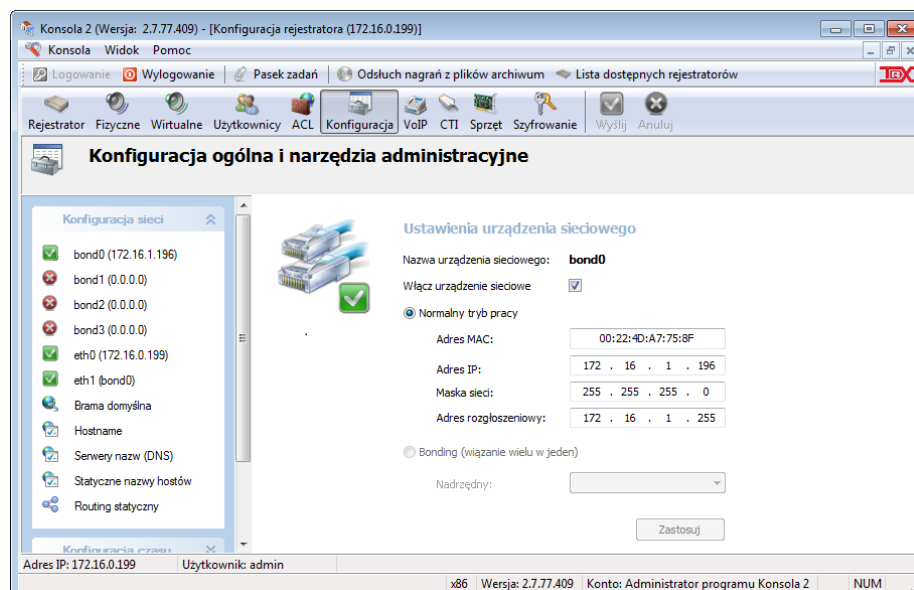 Konsola 2 (Wersja: 2.7.77.409) - [Konfiguracja rejestratora (172.16.0.199)]
Konsola Widok Pomoc
Logowanie Wylogowanie Pasek zadań Odsłuch nagrań z plików archiwum Lista dostępnych rejestratorów TRX
Rejestrator Fizyczne Wirtualne Użytkownicy ACL Konfiguracja VoIP CTI Sprzęt Szyfrowanie Wyślij Anuluj
Konfiguracja ogólna i narzędzia administracyjne
Konfiguracja sieci
bond0 (172.16.1.196)
bond1 (0.0.0.0)
bond2 (0.0.0.0)
bond3 (0.0.0.0)
eth0 (172.16.0.199)
eth1 (bond0)
Brama domyślna
Hostname
Serwery nazw (DNS)
Statyczne nazwy hostów
Routing statyczny
Konfiguracja czasu
Ustawienia urządzenia sieciowego
Nazwa urządzenia sieciowego: bond0
Włącz urządzenie sieciowe
Normalny tryb pracy
Adres MAC: 00:22:4D:A7:75:8F
Adres IP: 172 . 16 . 1 . 196
Maska sieci: 255 . 255 . 255 . 0
Adres rozgłoszeniowy: 172 . 16 . 1 . 255
Bonding (wiązanie wielu w jeden)
Nadrzędny:
Zastosuj
Adres IP: 172.16.0.199 Użytkownik: admin
x86 Wersja: 2.7.77.409 Konto: Administrator programu Konsola 2 NUM